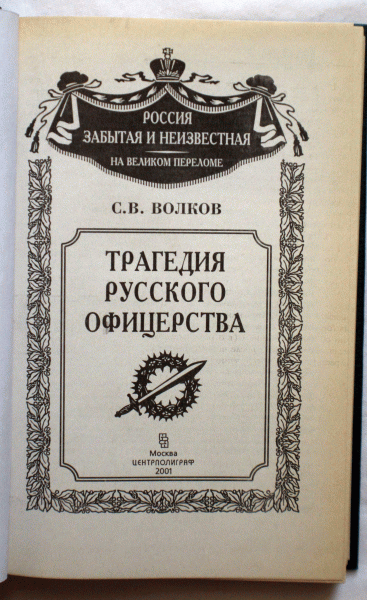 РОССИЯ
ЗАБЫТАЯ И НЕИЗВЕСТНАЯ
НА ВЕЛИКОМ ПЕРЕЛОМЕ
С.В. ВОЛКОВ
ТРАГЕДИЯ
РУССКОГО
ОФИЦЕРСТВА
Москва
ЦЕНТРПОЛИГРАФ
2001